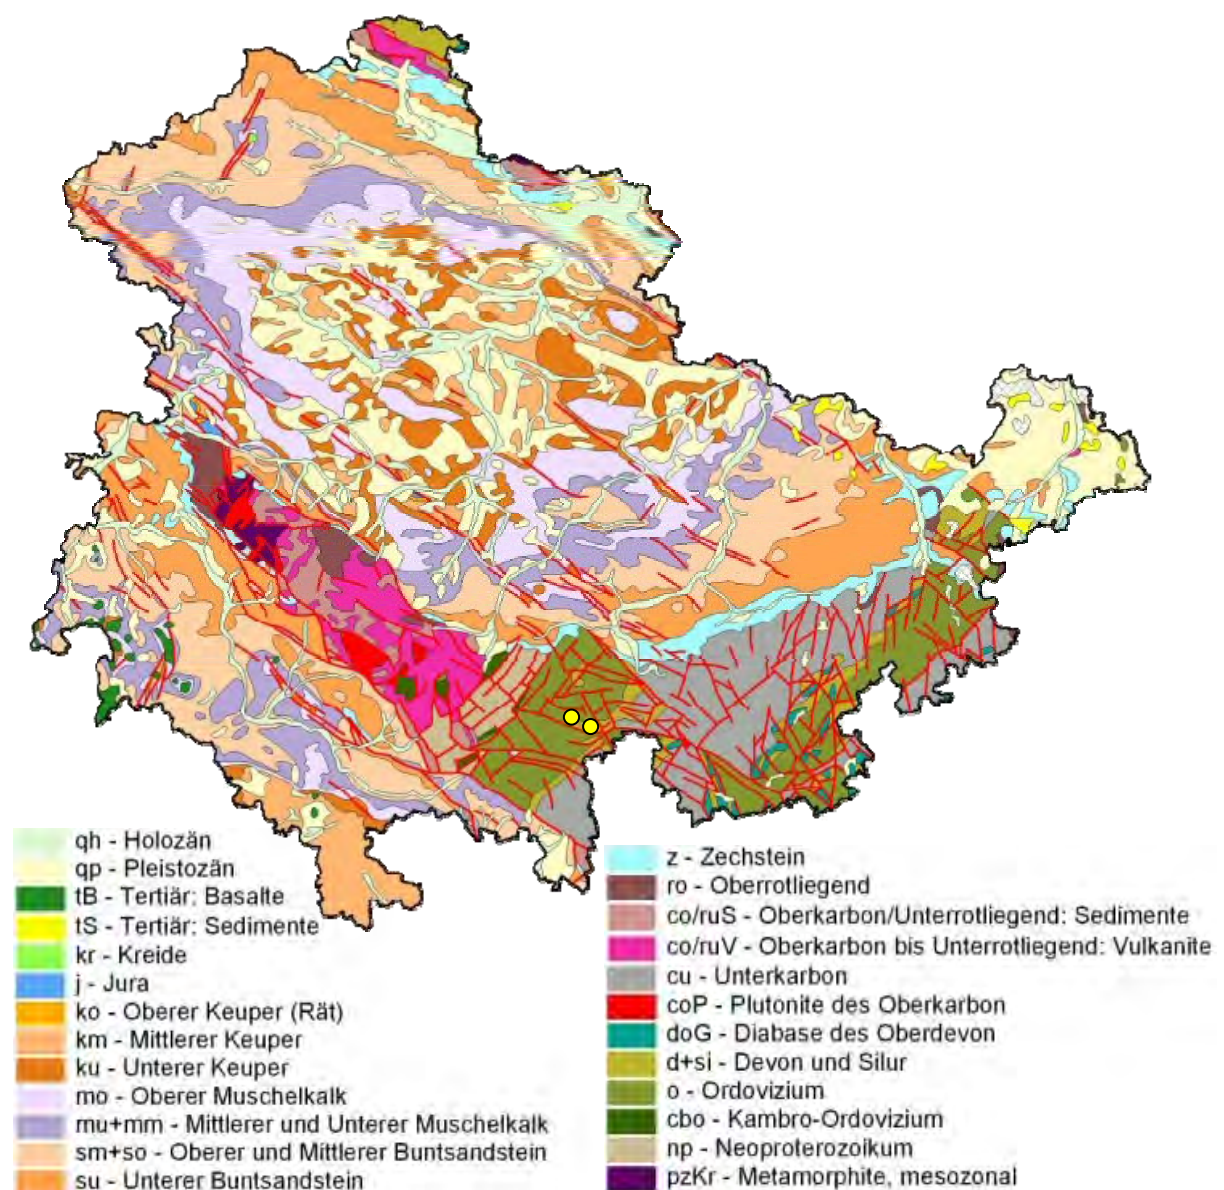 qh - Holozän
qp - Pleistozän
tB - Tertiär: Basalte
tS - Tertiär: Sedimente
kr - Kreide
j - Jura
ko - Oberer Keuper (Rät)
km - Mittlerer Keuper
ku - Unterer Keuper
mo - Oberer Muschelkalk
mu+mm - Mittlerer und Unterer Muschelkalk
sm+so - Oberer und Mittlerer Buntsandstein
su - Unterer Buntsandstein
z - Zechstein
ro - Oberrotliegend
co/ruS - Oberkarbon/Unterrotliegend: Sedimente
co/ruV - Oberkarbon bis Unterrotliegend: Vulkanite
cu - Unterkarbon
coP - Plutonite des Oberkarbon
doG - Diabase des Oberdevon
d+si - Devon und Silur
o - Ordovizium
cbo - Kambro-Ordovizium
np - Neoproterozoikum
pzKr - Metamorphite, mesozonal